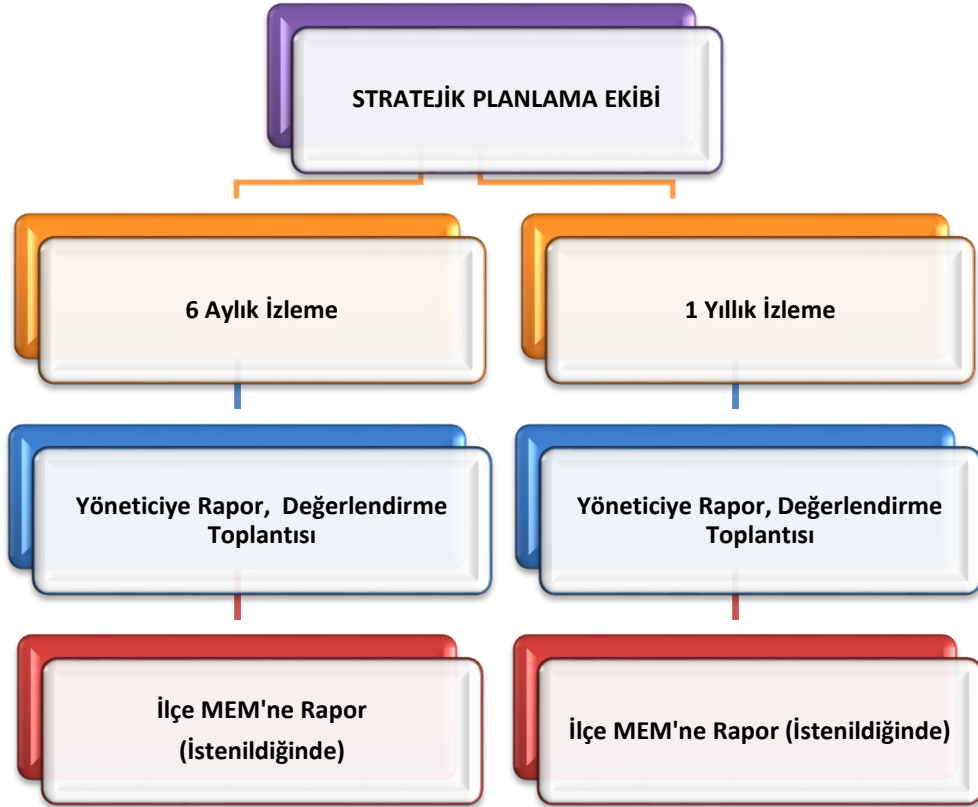 STRATEJİK PLANLAMA EKİBİ
6 Aylık İzleme
1 Yıllık İzleme
Yöneticiye Rapor, Değerlendirme
Toplantısı
Yöneticiye Rapor, Değerlendirme
Toplantısı
İlçe MEM'ne Rapor
(İstenildiğinde)
İlçe MEM'ne Rapor (İstenildiğinde)